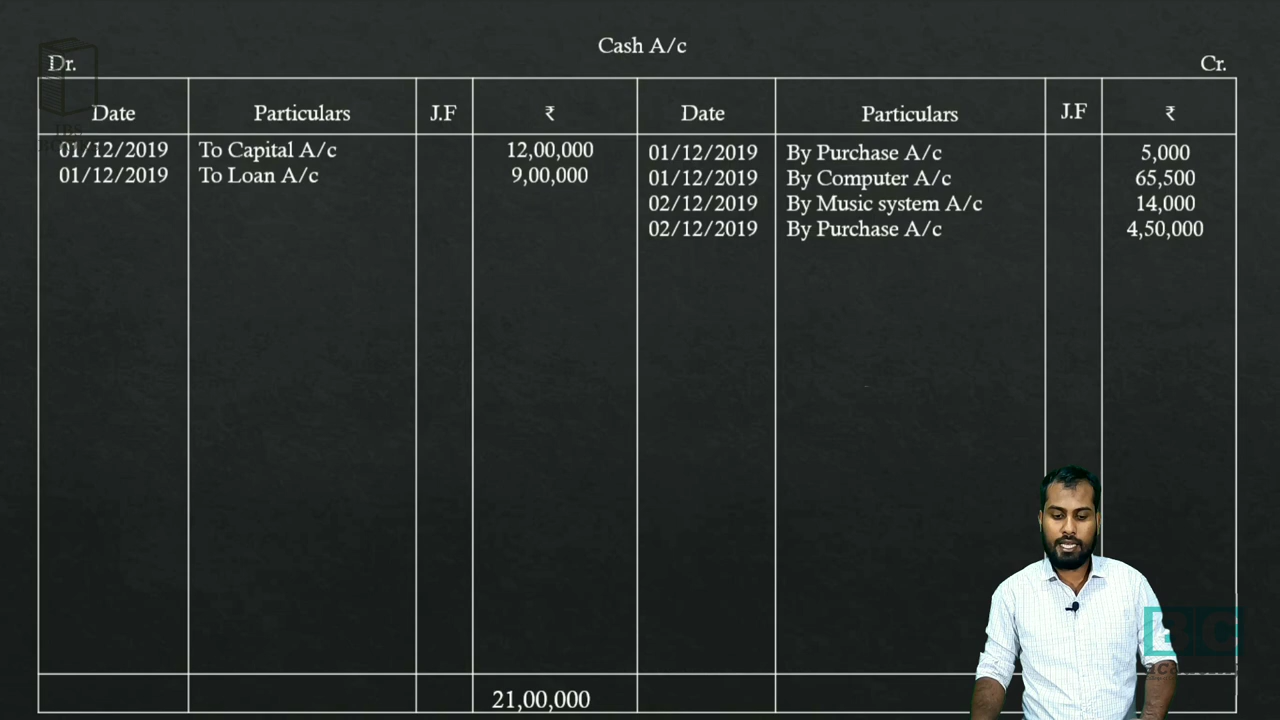 Cash A/c
Dr. Cr.
Date Particulars J.F ₹ Date Particulars J.F ₹
01/12/2019 To Capital A/c 12,00,000 01/12/2019 By Purchase A/c 5,000
01/12/2019 To Loan A/c 9,00,000 01/12/2019 By Computer A/c 65,500
02/12/2019 By Music system A/c 14,000
02/12/2019 By Purchase A/c 4,50,000
21,00,000
BC